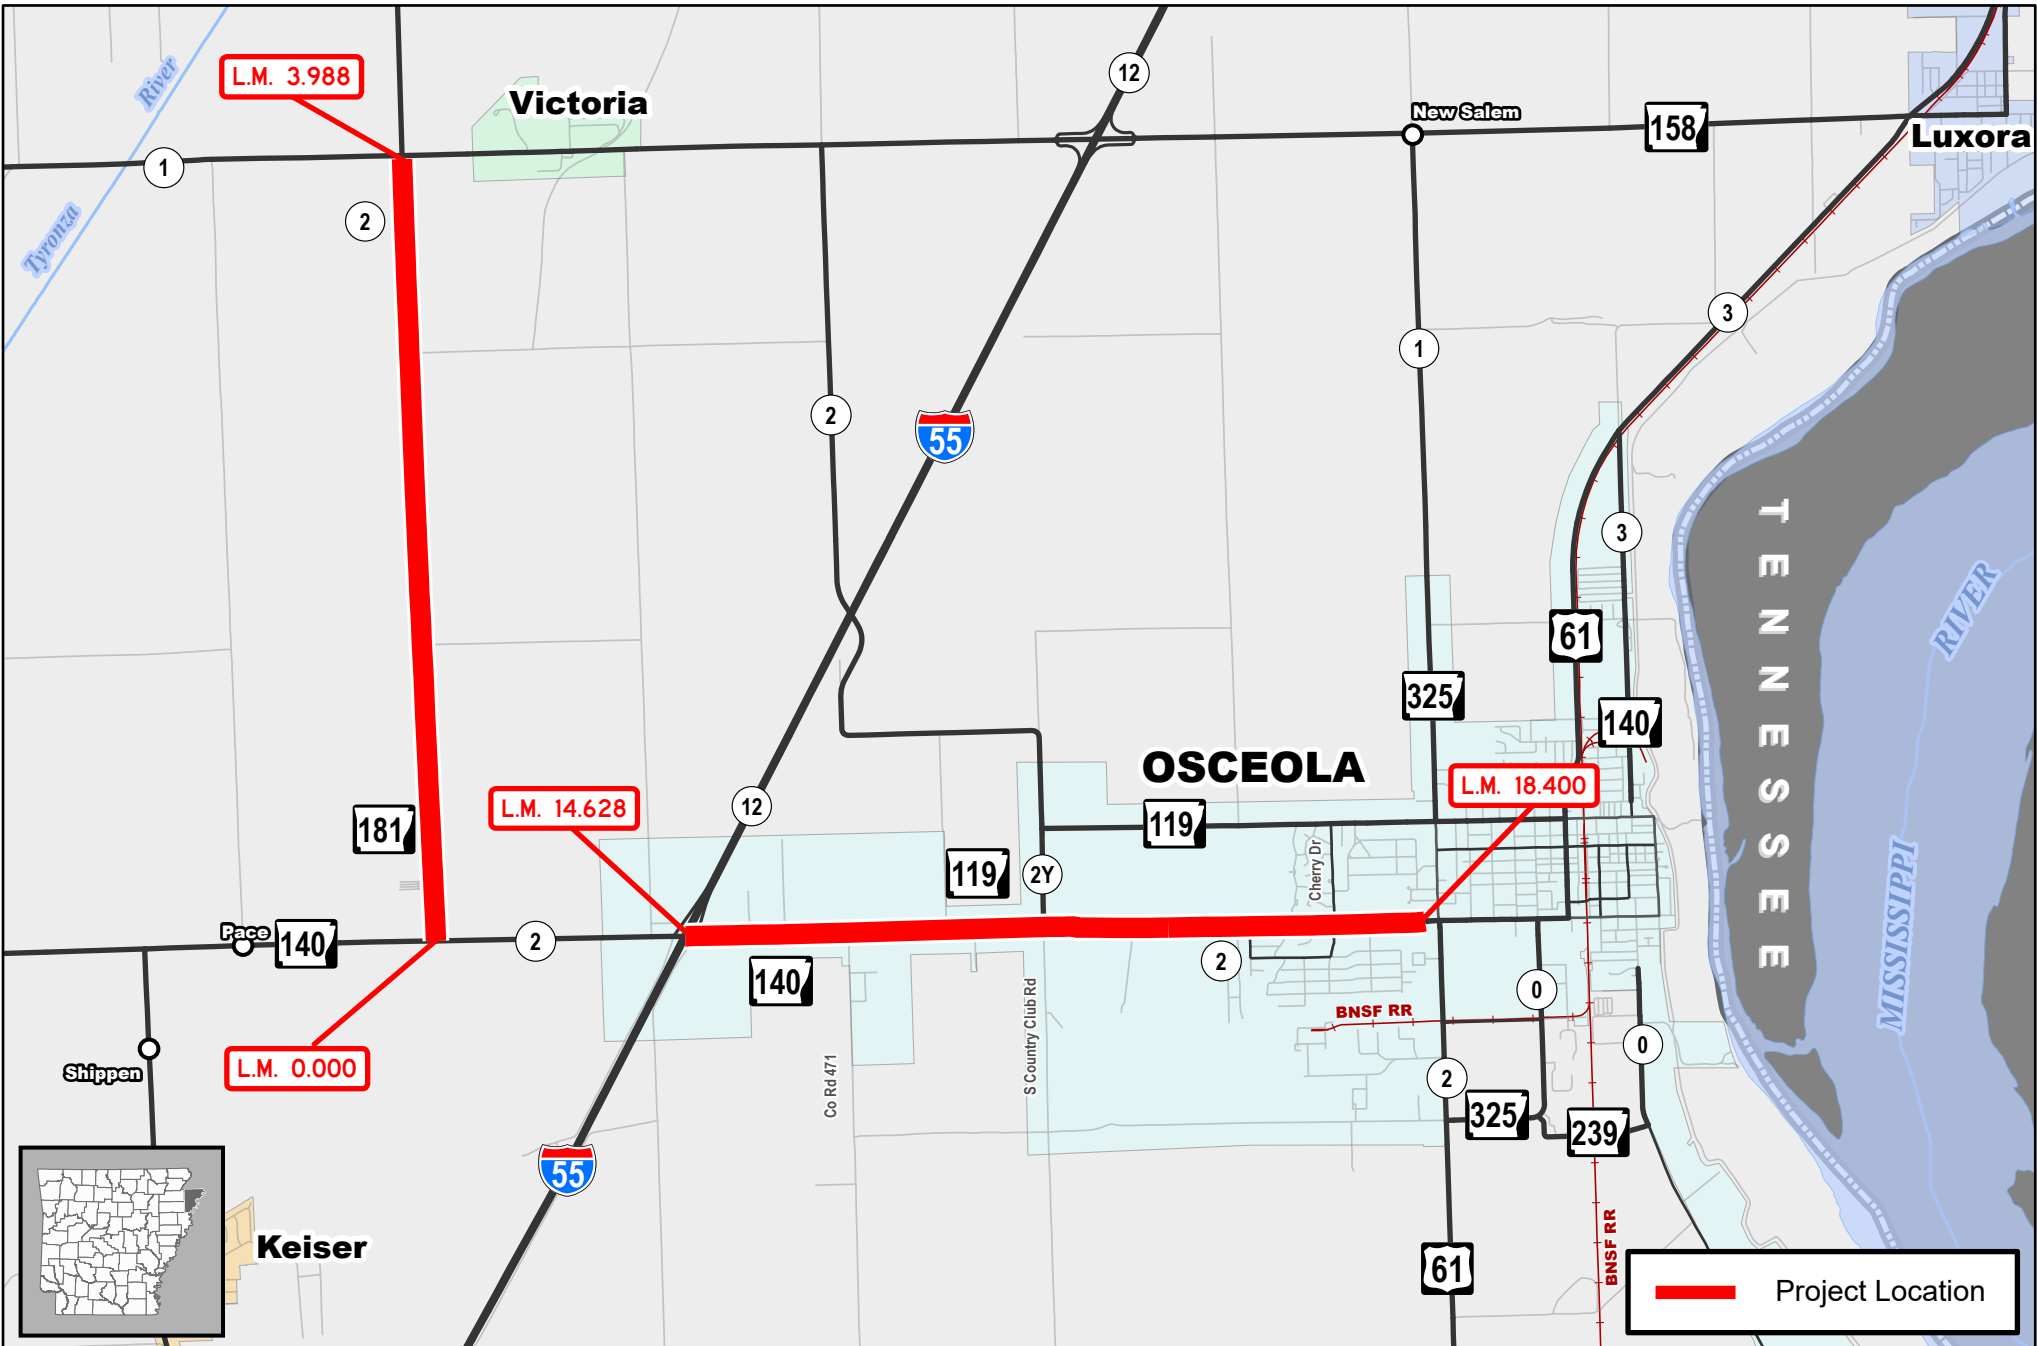 River
L.M. 3.988
Victoria
12
New Salem
158
Luxora
1
2
Tyronza
3
1
2
55
TENNESSEE
3
RIVER
61
325
140
OSCEOLA
L.M. 18.400
L.M. 14.628
12
181
119
119
2Y
Cherry Dr
MISSISSIPPI
Pace
140
2
2
140
0
S Country Club Rd
BNSF RR
0
Shippen
L.M. 0.000
Co Rd 471
2
325
239
55
Keiser
61
BNSF RR
Project Location